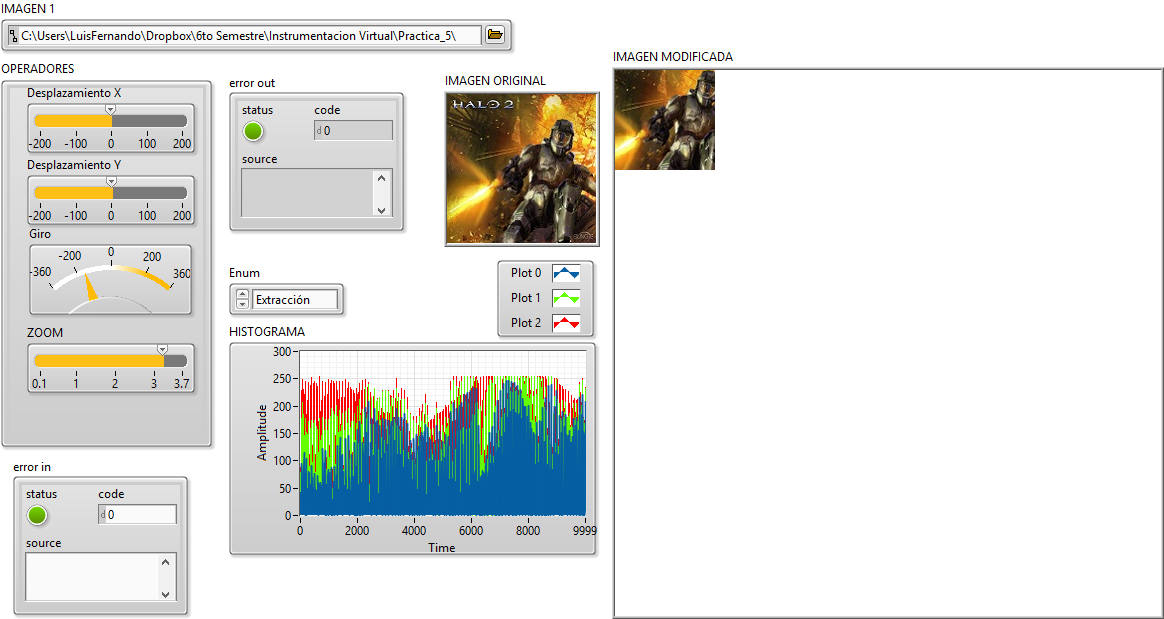 IMAGEN 1
C:\Users\LuisFernando\Dropbox\6to Semestre\Instrumentacion Virtual\Practica_5\
OPERADORES
Desplazamiento X
-200 -100 0 100 200
Desplazamiento Y
-200 -100 0 100 200
Giro
-360 -200 0 200 360
ZOOM
0.1 1 2 3 3.7
error in
status code
d 0
source
error out
status code
d 0
source
Enum
Extracción
IMAGEN ORIGINAL
HALO 2
Plot 0
Plot 1
Plot 2
HISTOGRAMA
Amplitude
300
250
200
150
100
50
0
0 2000 4000 6000 8000 9999
Time
IMAGEN MODIFICADA